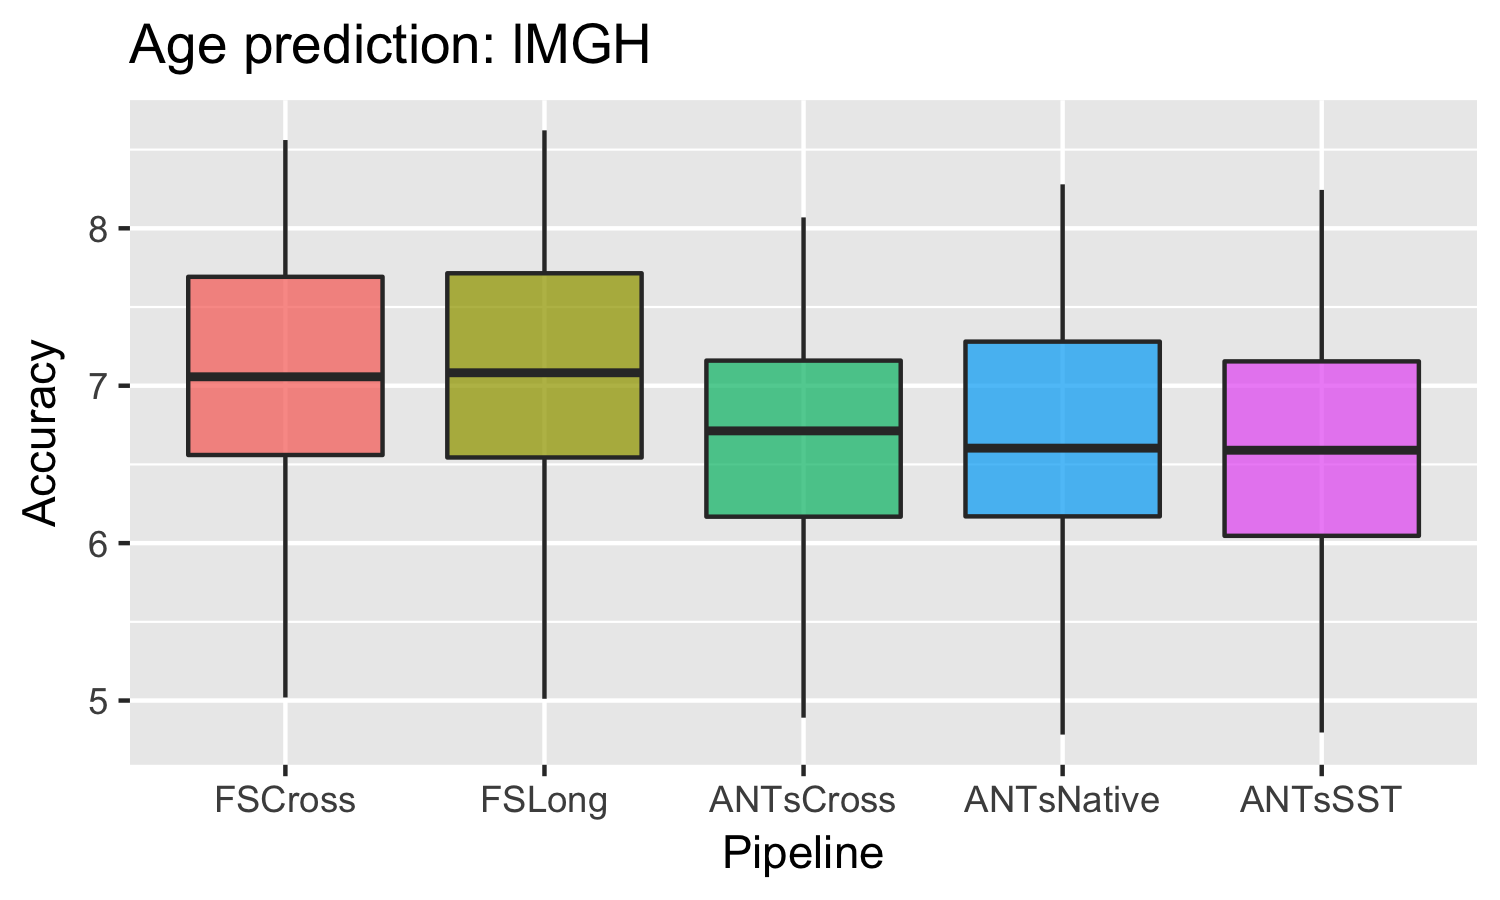 Age prediction: IMGH
Accuracy
8
7
6
5
FSCross FSLong ANTsCross ANTsNative ANTsSST
Pipeline